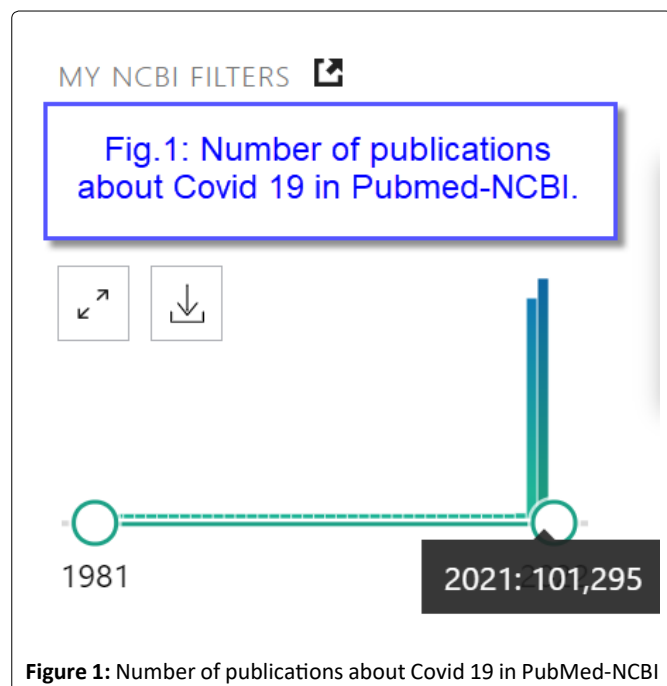 MY NCBI FILTERS
Fig.1: Number of publications
about Covid 19 in Pubmed-NCBI.
1981
2021: 101,295
Figure 1: Number of publications about Covid 19 in PubMed-NCBI